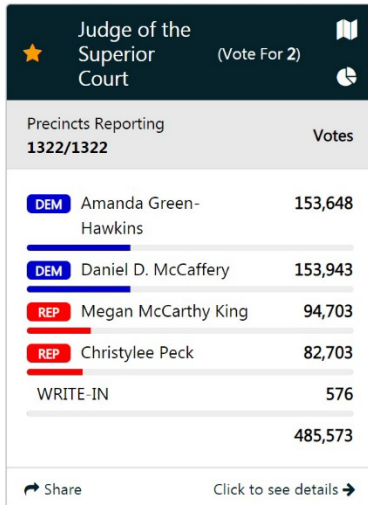 Judge of the
Superior
Court
(Vote For 2)
Precincts Reporting
1322/1322
Votes
DEM Amanda Green-
Hawkins
153,648
DEM Daniel D. McCaffery 153,943
REP Megan McCarthy King 94,703
REP Christylee Peck 82,703
WRITE-IN 576
485,573
Share Click to see details